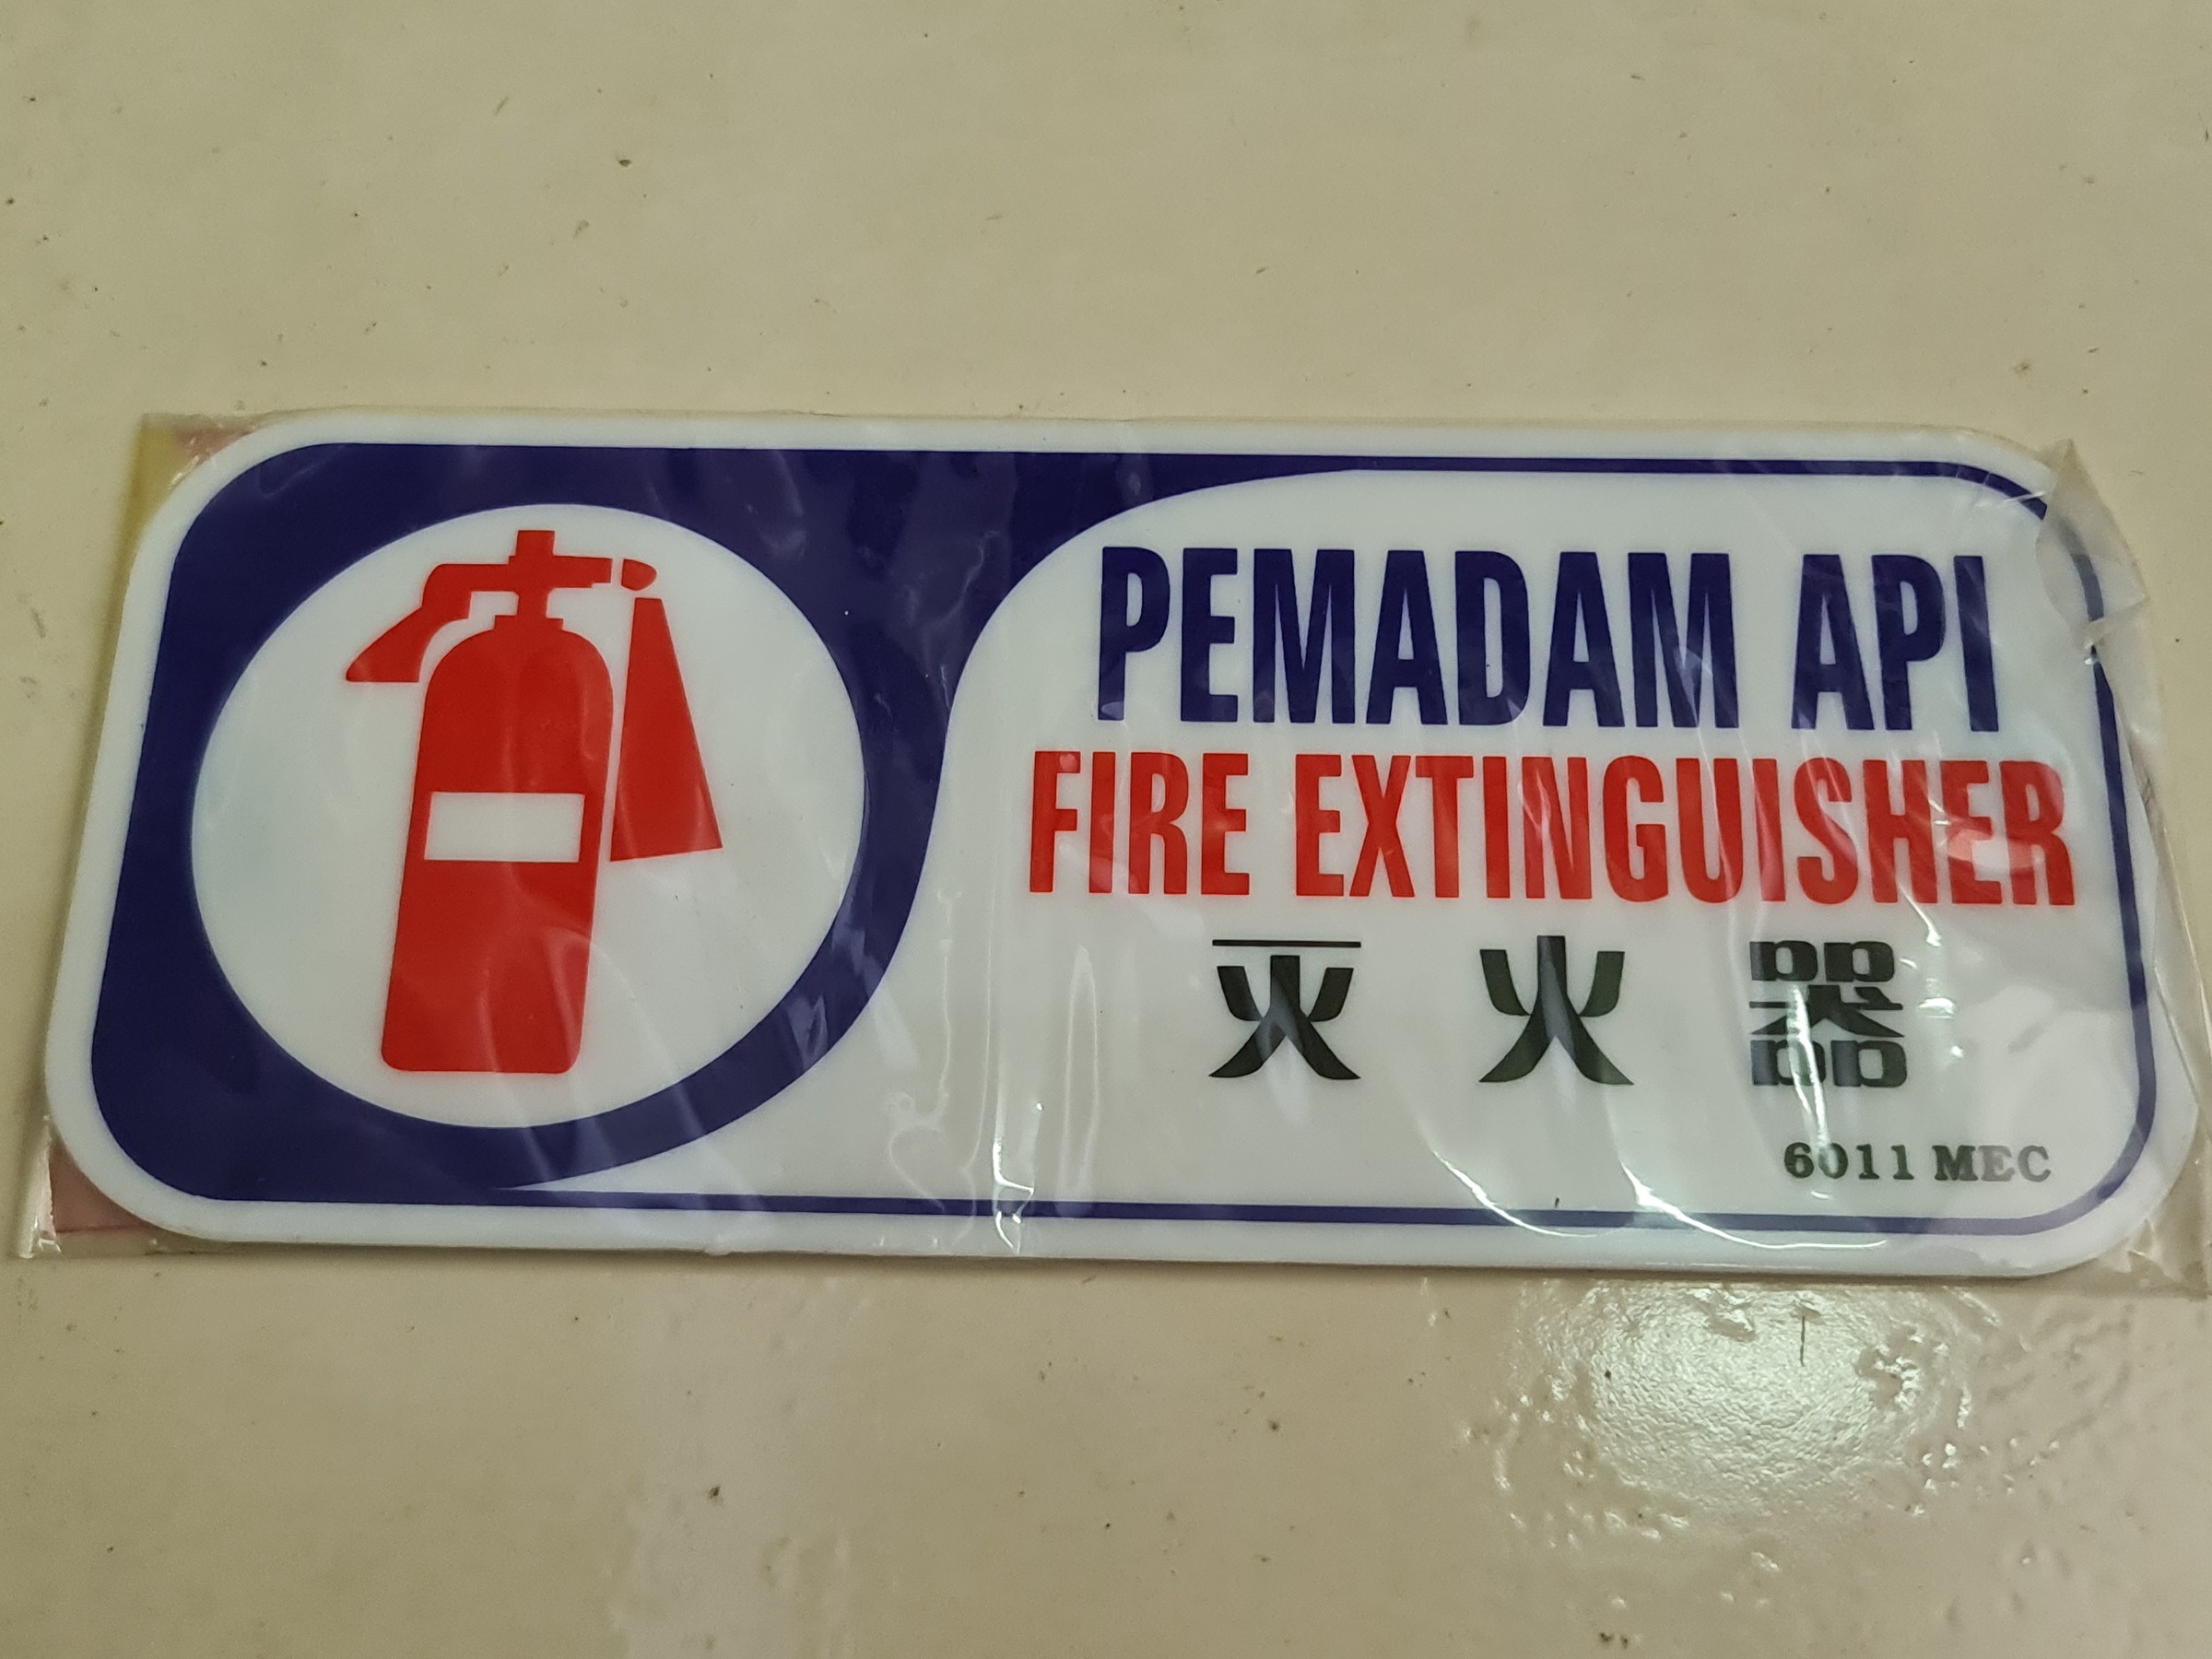 PEMADAM API
FIRE EXTINGUISHER
灭火器
6011 MEC